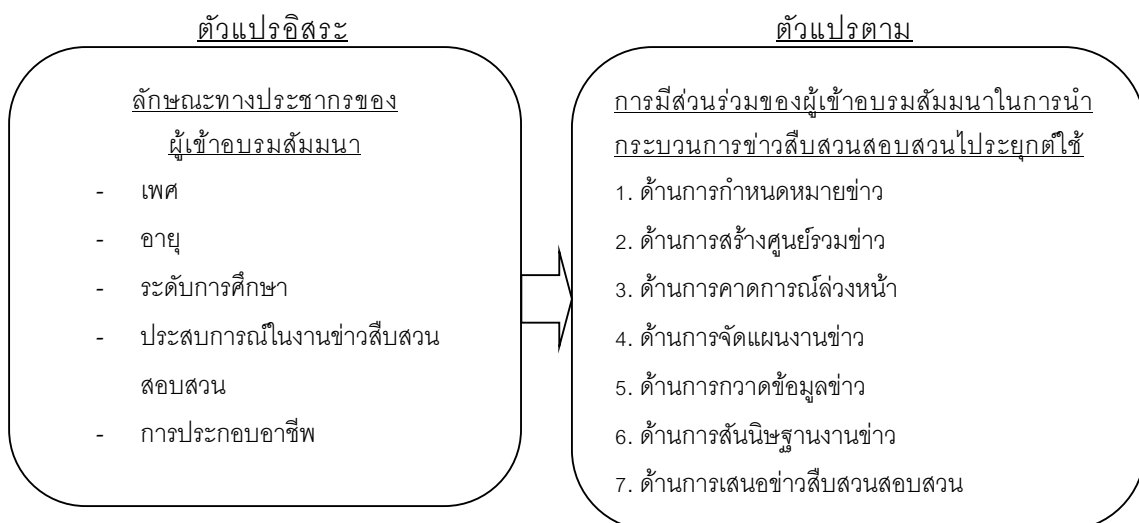 ตัวแปรอิสระ
ลักษณะทางประชากรของ
ผู้เข้าอบรมสัมมนา
- เพศ
- อายุ
- ระดับการศึกษา
- ประสบการณ์ในงานข่าวสืบสวน
สอบสวน
- การประกอบอาชีพ
ตัวแปรตาม
การมีส่วนร่วมของผู้เข้าอบรมสัมมนาในการนำ
กระบวนการข่าวสืบสวนสอบสวนไประยุกต์ใช้
1. ด้านการกำหนดหมายข่าว
2. ด้านการสร้างศูนย์รวมข่าว
3. ด้านการคาดการณ์ล่วงหน้า
4. ด้านการจัดแผนงานข่าว
5. ด้านการกวาดข้อมูลข่าว
6. ด้านการสันนิษฐานงานข่าว
7. ด้านการเสนอข่าวสืบสวนสอบสวน